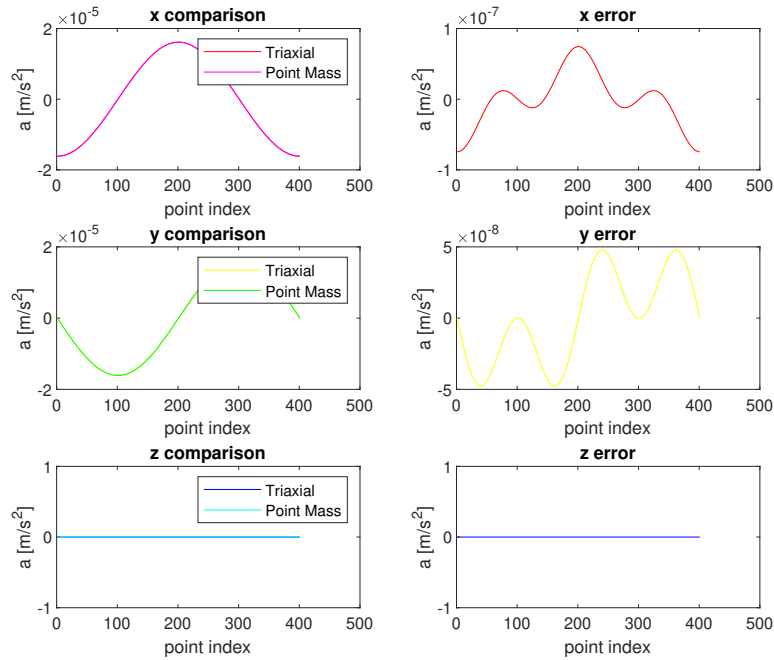 x comparison
×10⁻⁵
a [m/s²]
2
0
-2
Triaxial
Point Mass
0 100 200 300 400 500
point index
x error
×10⁻⁷
a [m/s²]
1
0
-1
0 100 200 300 400 500
point index
y comparison
×10⁻⁵
a [m/s²]
2
0
-2
Triaxial
Point Mass
0 100 200 300 400 500
point index
y error
×10⁻⁸
a [m/s²]
5
0
-5
0 100 200 300 400 500
point index
z comparison
a [m/s²]
1
0
-1
Triaxial
Point Mass
0 100 200 300 400 500
point index
z error
a [m/s²]
1
0
-1
0 100 200 300 400 500
point index